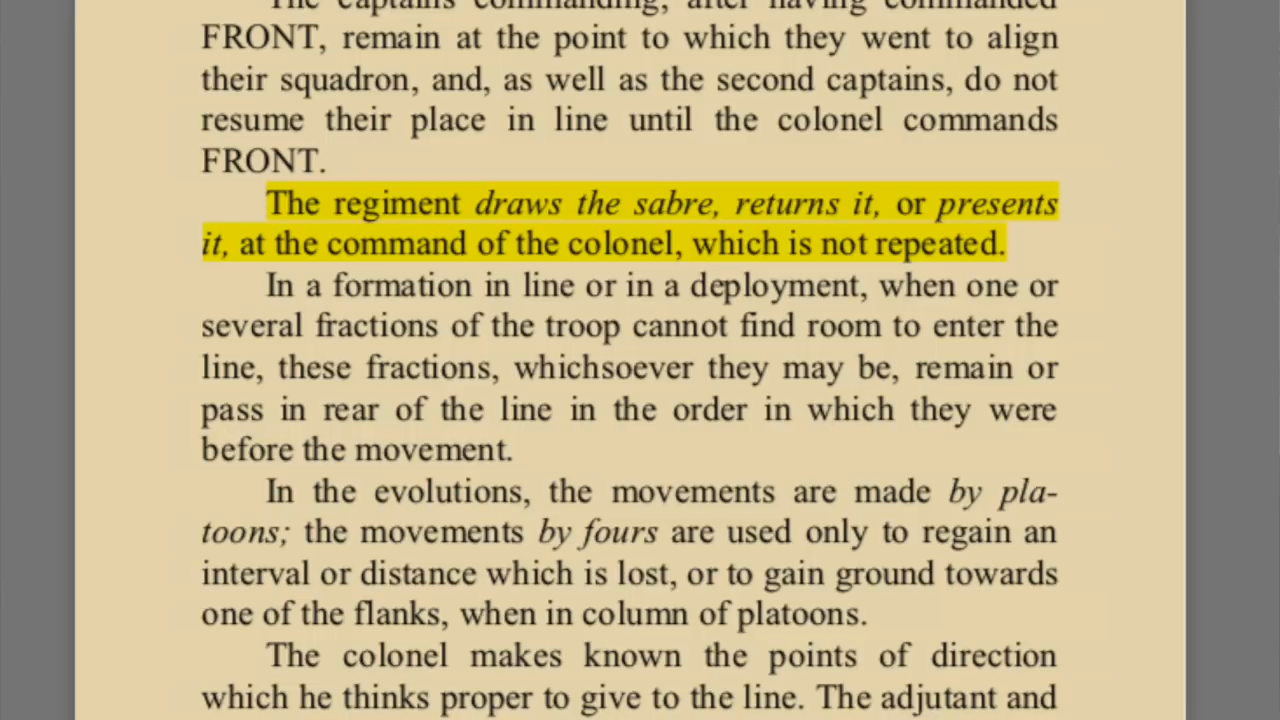 The captains commanding, after having commanded
FRONT, remain at the point to which they went to align
their squadron, and, as well as the second captains, do not
resume their place in line until the colonel commands
FRONT.
The regiment draws the sabre, returns it, or presents
it, at the command of the colonel, which is not repeated.
In a formation in line or in a deployment, when one or
several fractions of the troop cannot find room to enter the
line, these fractions, whichsoever they may be, remain or
pass in rear of the line in the order in which they were
before the movement.
In the evolutions, the movements are made by pla-
toons; the movements by fours are used only to regain an
interval or distance which is lost, or to gain ground towards
one of the flanks, when in column of platoons.
The colonel makes known the points of direction
which he thinks proper to give to the line. The adjutant and